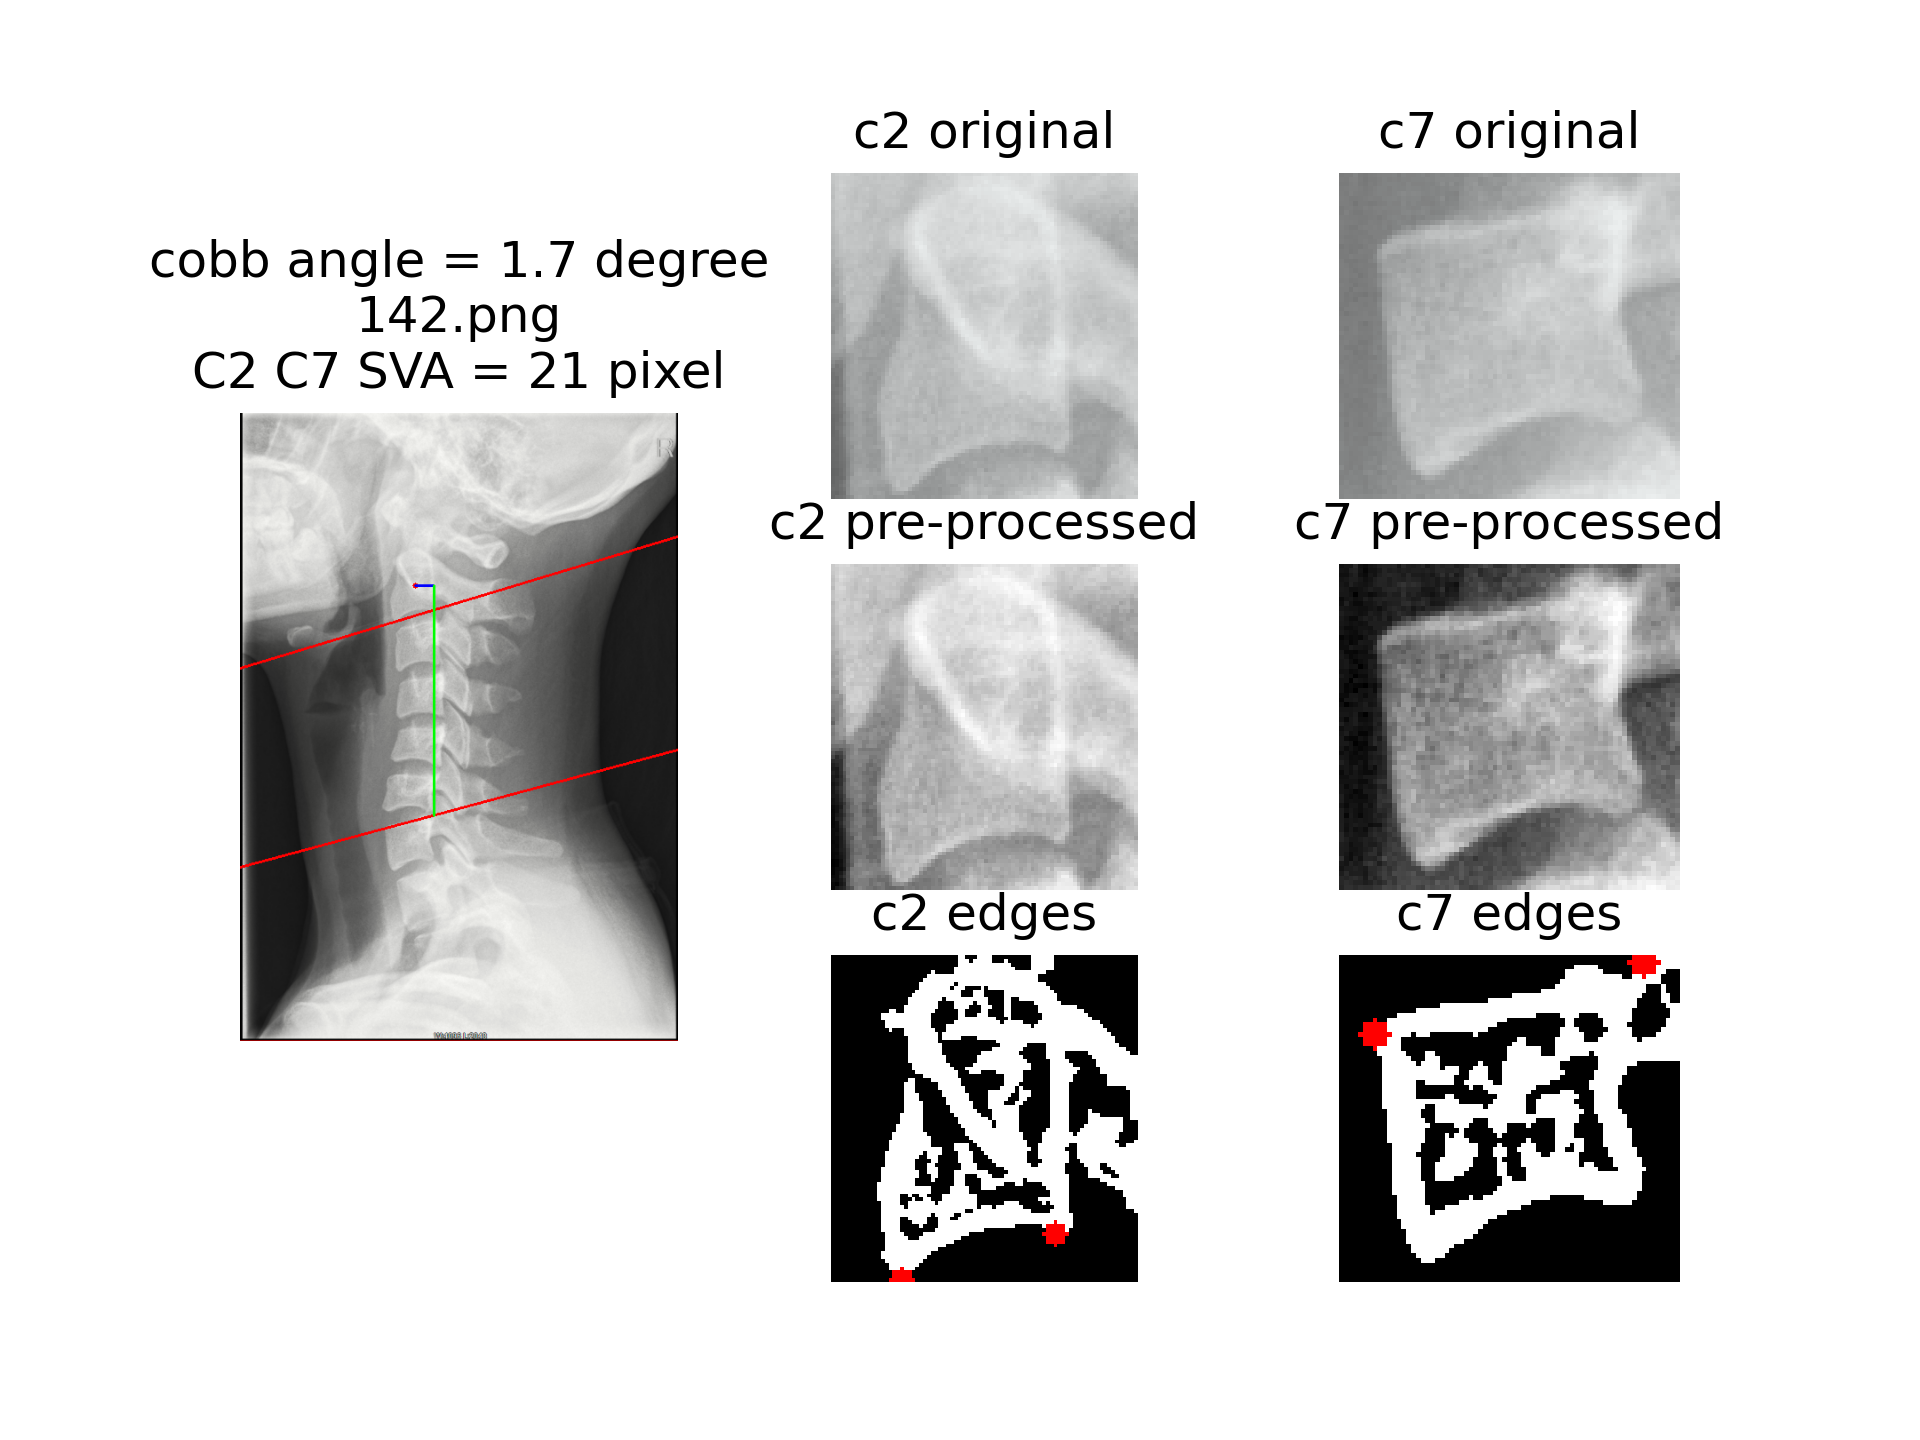 cobb angle = 1.7 degree
142.png
C2 C7 SVA = 21 pixel
R
c2 original
c7 original
c2 pre-processed
c7 pre-processed
c2 edges
c7 edges